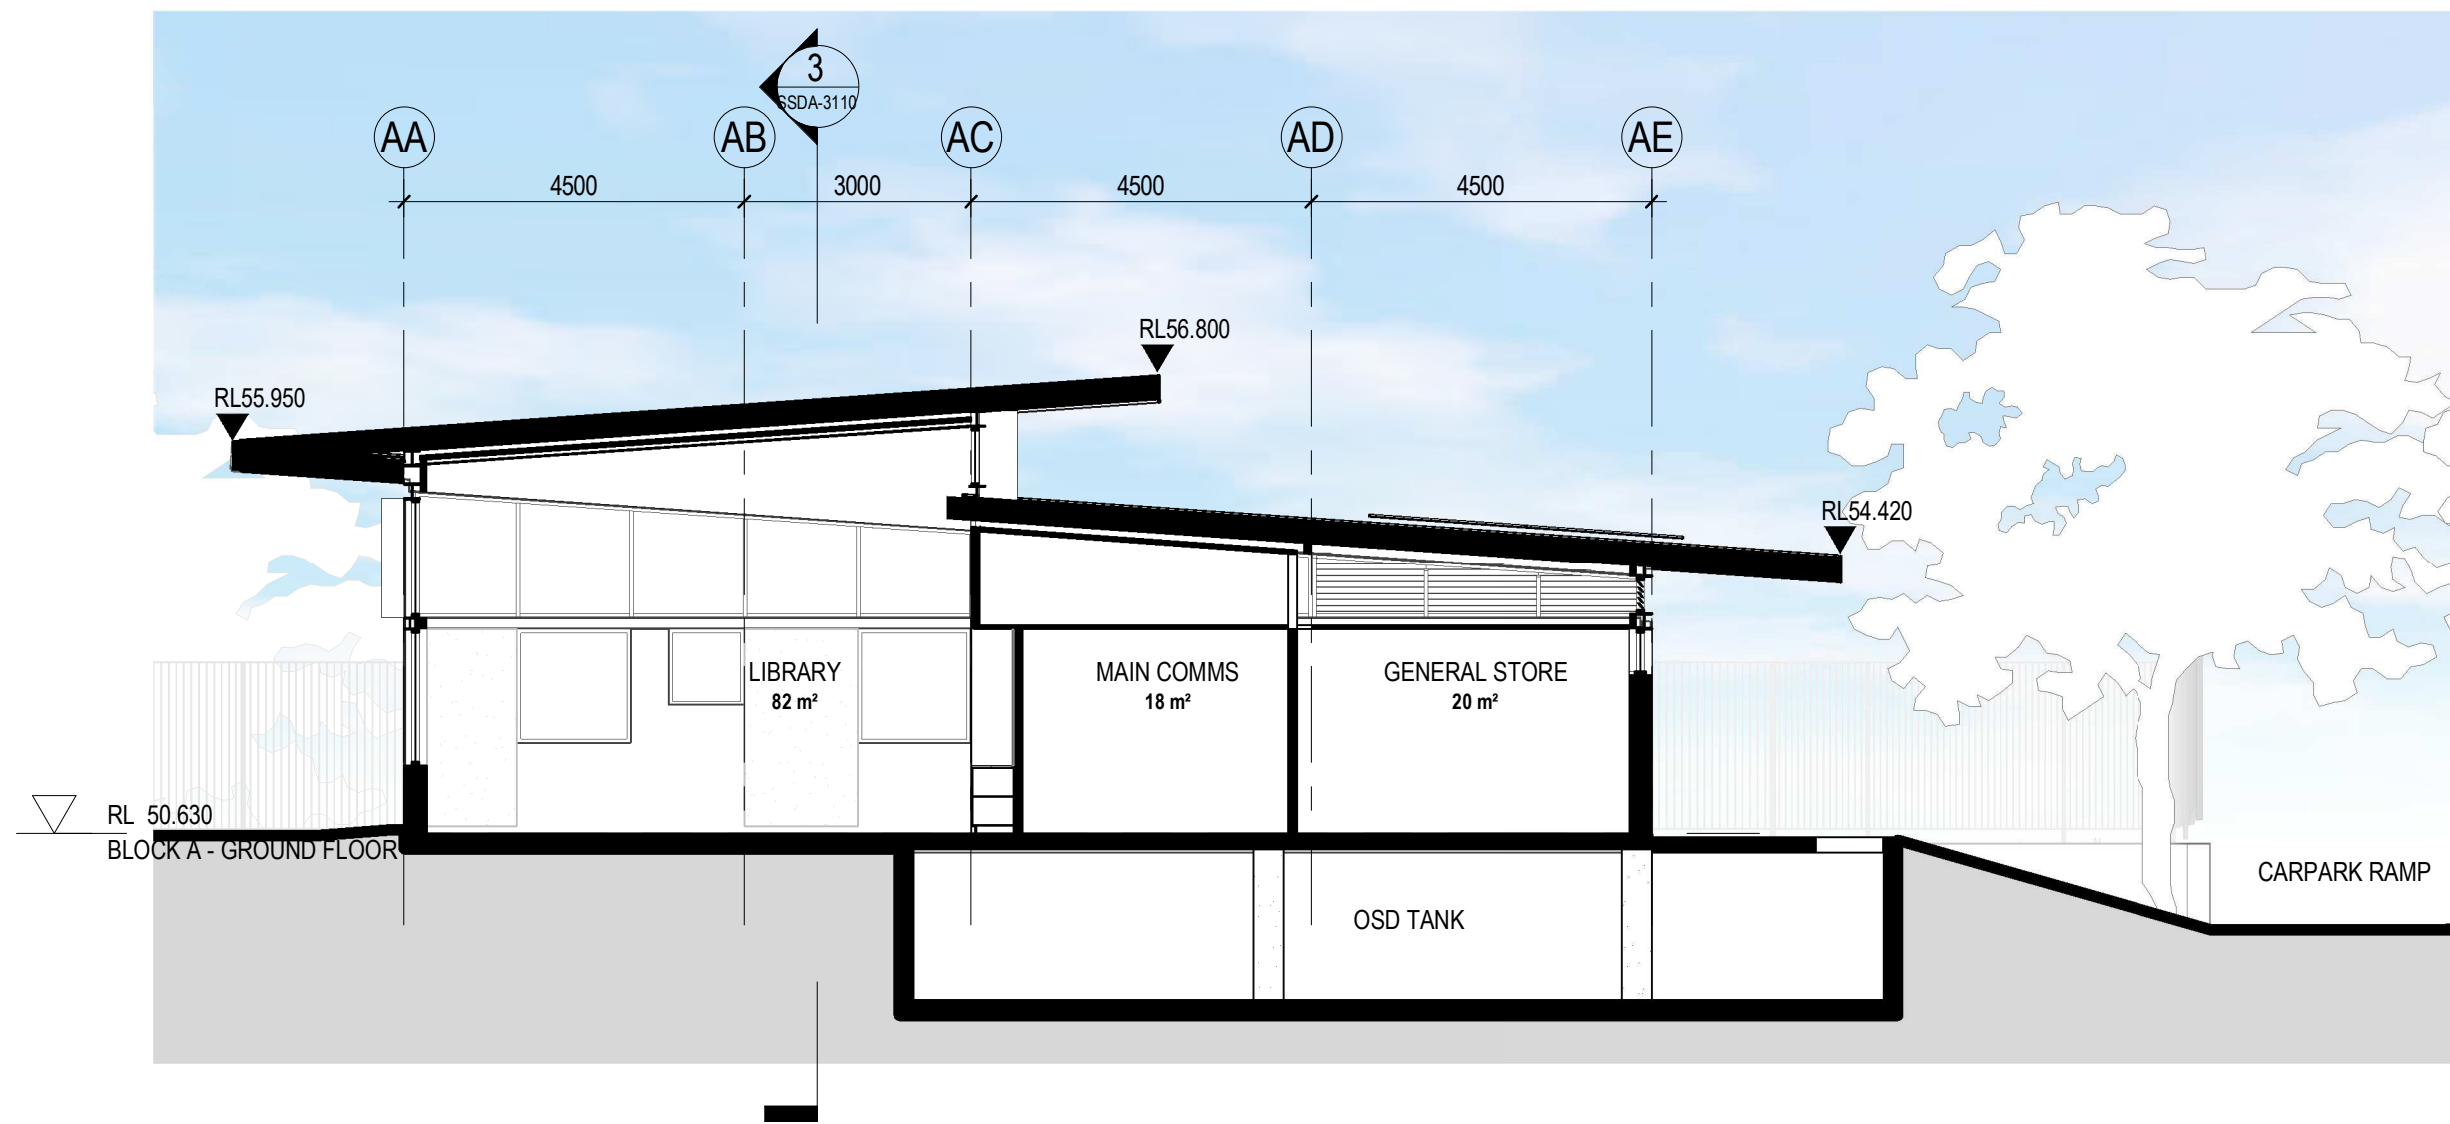 3
SSDA-3110
AA
AB
AC
AD
AE
4500
3000
4500
4500
RL56.800
RL55.950
RL54.420
LIBRARY
82 m²
MAIN COMMS
18 m²
GENERAL STORE
20 m²
RL 50.630
BLOCK A - GROUND FLOOR
CARPARK RAMP
OSD TANK